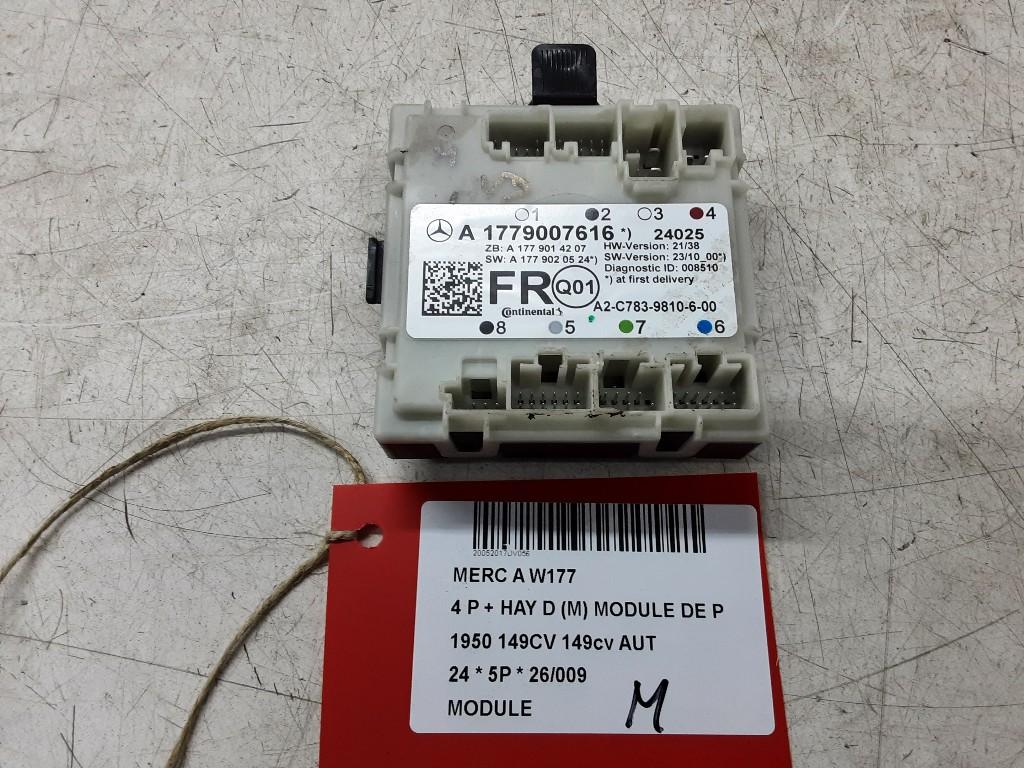 1 2 3 4
A 1779007616 *) 24025
ZB: A 177 901 42 07 HW-Version: 21/38
SW: A 177 902 05 24*) SW-Version: 23/10_00*)
Diagnostic ID: 008510
*) at first delivery
FR Q01
Continental A2-C783-9810-6-00
8 5 7 6
20052017DV056
MERC A W177
4 P + HAY D (M) MODULE DE P
1950 149CV 149cv AUT
24 * 5P * 26/009
MODULE
M